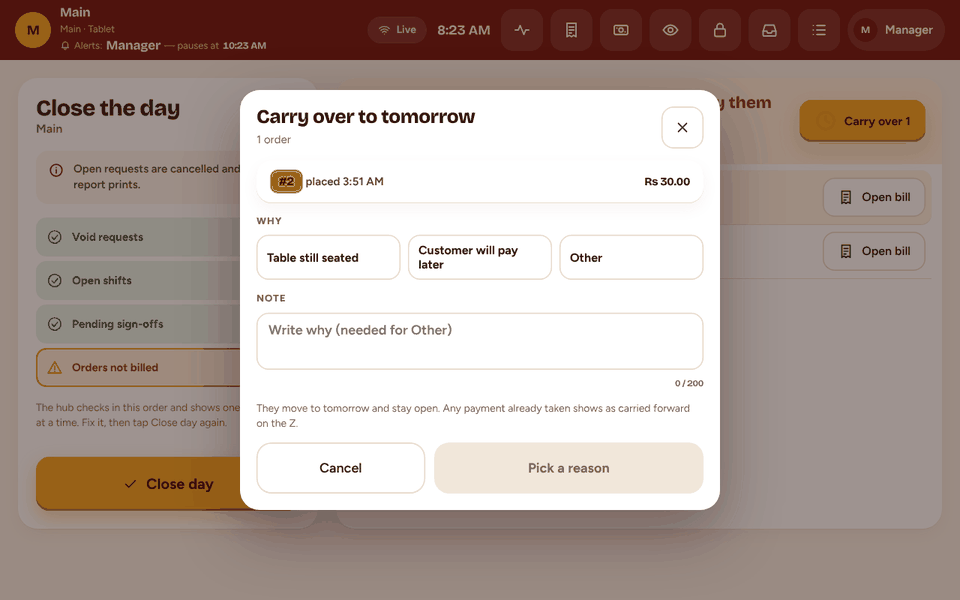 M
Main
Main · Tablet
Alerts: Manager — pauses at 10:23 AM
Live
8:23 AM
M
Manager
Close the day
Main
Open requests are cancelled and
report prints.
Void requests
Open shifts
Pending sign-offs
Orders not billed
The hub checks in this order and shows one
at a time. Fix it, then tap Close day again.
Close day
them
Carry over 1
Open bill
Open bill
Carry over to tomorrow
1 order
#2 placed 3:51 AM
Rs 30.00
WHY
Table still seated
Customer will pay
later
Other
NOTE
Write why (needed for Other)
0 / 200
They move to tomorrow and stay open. Any payment already taken shows as carried forward
on the Z.
Cancel
Pick a reason